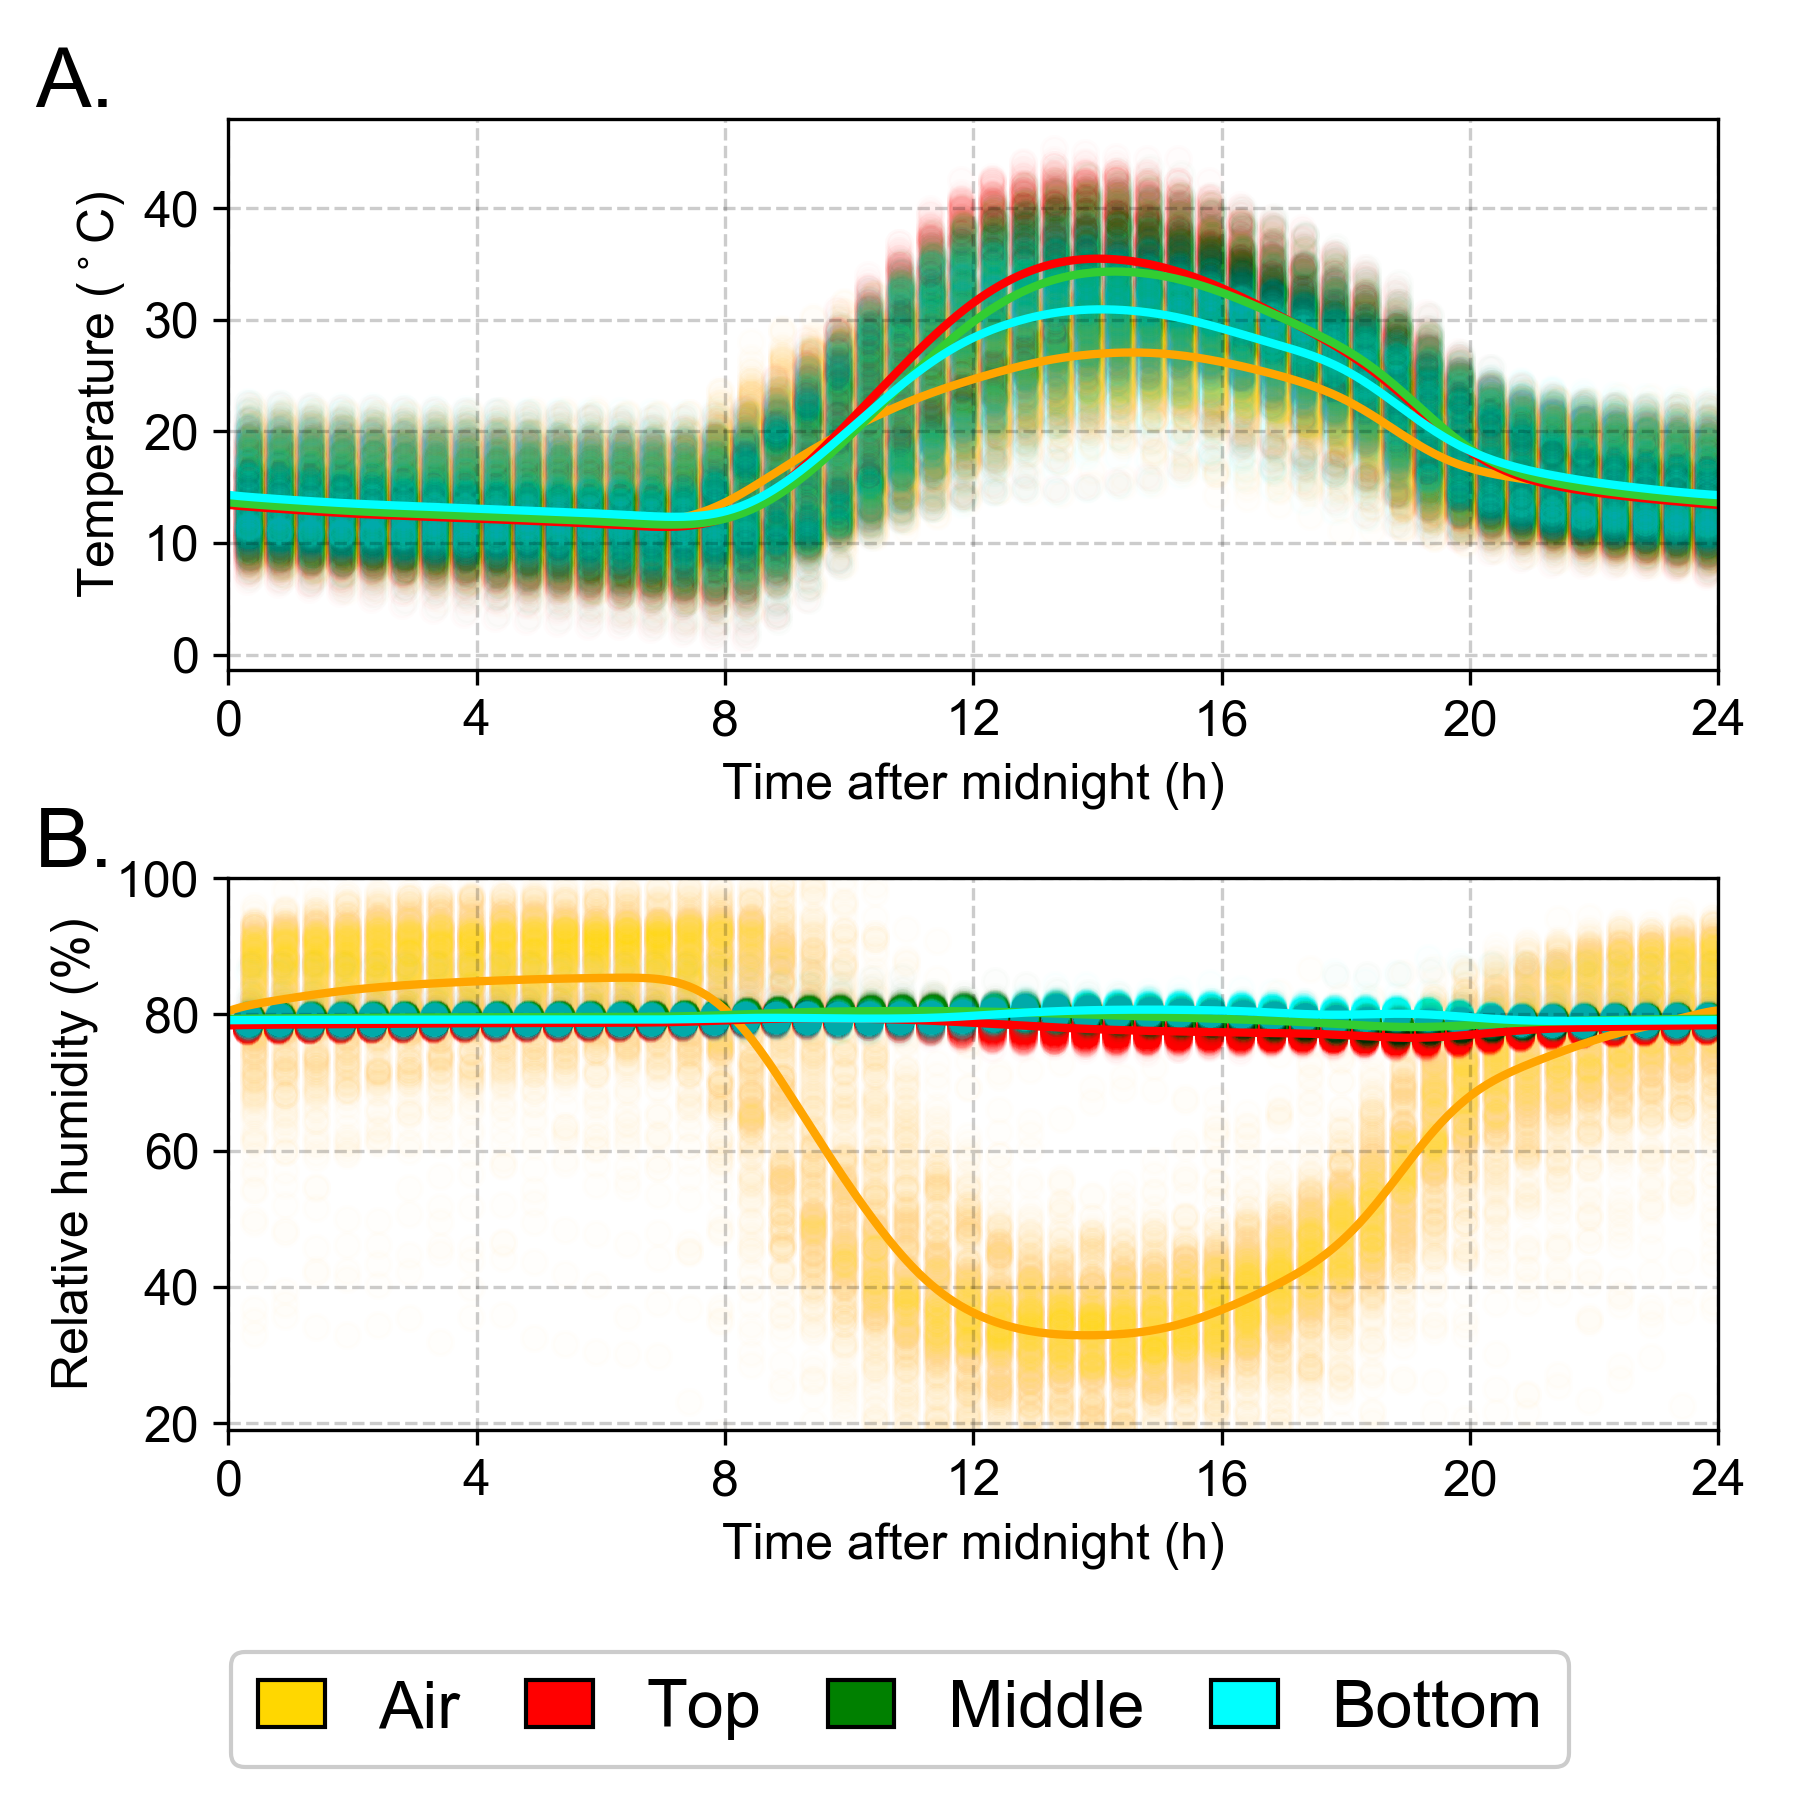 A.
40
30
20
10
0
Temperature (°C)
0 4 8 12 16 20 24
Time after midnight (h)
B.
100
80
60
40
20
Relative humidity (%)
0 4 8 12 16 20 24
Time after midnight (h)
Air Top Middle Bottom